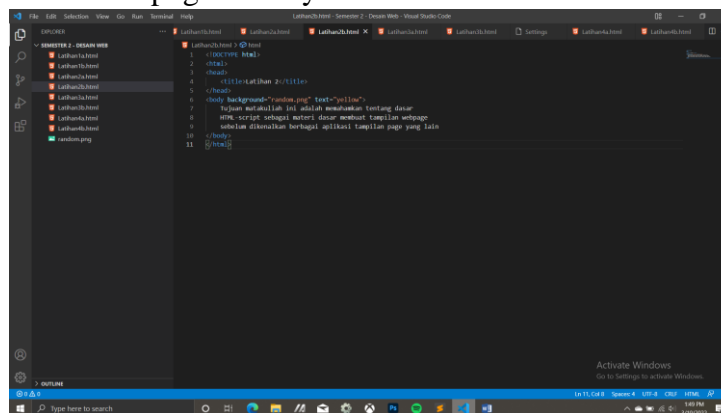 File Edit Selection View Go Run Terminal Help
Latihan2b.html - Semester 2 - Desain Web - Visual Studio Code
EXPLORER
SEMESTER 2 - DESAIN WEB
Latihan1a.html
Latihan1b.html
Latihan2a.html
Latihan2b.html
Latihan3a.html
Latihan3b.html
Latihan4a.html
Latihan4b.html
random.png
OUTLINE
Latihan1b.html Latihan2a.html Latihan2b.html Latihan3a.html Latihan3b.html Settings Latihan4a.html Latihan4b.html
Latihan2b.html > html
1 <!DOCTYPE html>
2 <html>
3 <head>
4 <title>Latihan 2</title>
5 </head>
6 <body background="random.png" text="yellow">
7 Tujuan matakuliah ini adalah memahamkan tentang dasar
8 HTML-script sebagai materi dasar membuat tampilan webpage
9 sebelum dikenalkan berbagai aplikasi tampilan page yang lain
10 </body>
11 </html>
Activate Windows
Go to Settings to activate Windows.
0 0
Ln 11, Col 8 Spaces: 4 UTF-8 CRLF HTML
Type here to search
1:49 PM